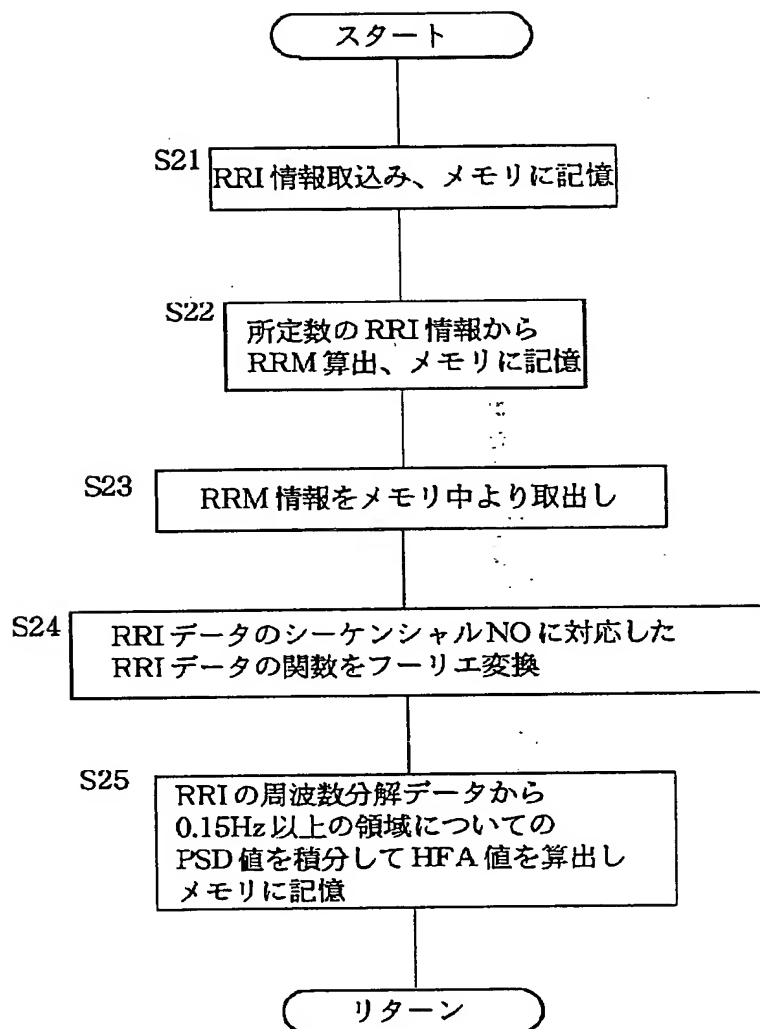 スタート
S21
RRI 情報取込み、メモリに記憶
S22
所定数の RRI 情報から
RRM 算出、メモリに記憶
S23
RRM 情報をメモリ中より取出し
S24
RRI データのシーケンシャル NO に対応した
RRI データの関数をフーリエ変換
S25
RRI の周波数分解データから
0.15Hz 以上の領域についての
PSD 値を積分して HFA 値を算出し
メモリに記憶
リターン